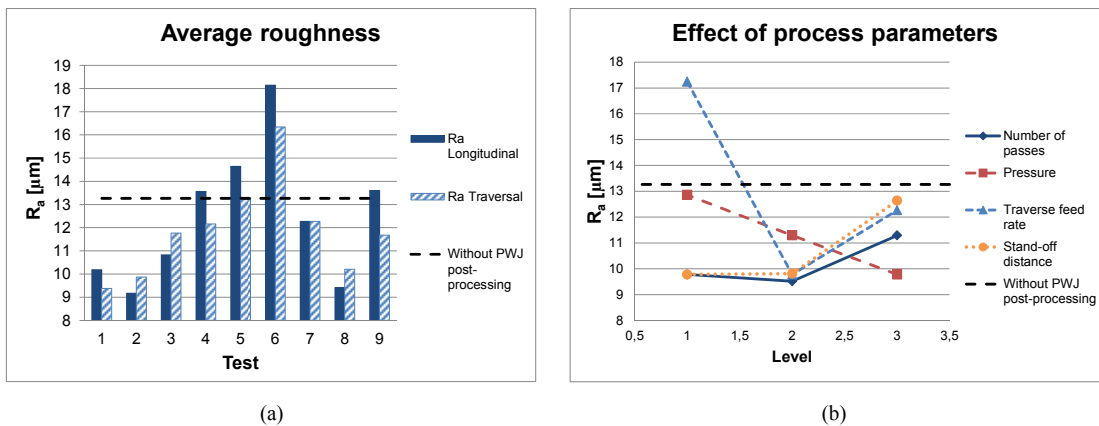 Average roughness
19
18
17
16
15
14
13
12
11
10
9
8
Ra [µm]
1 2 3 4 5 6 7 8 9
Test
Ra
Longitudinal
Ra Traversal
Without PWJ
post-
processing
(a)
Effect of process parameters
18
17
16
15
14
13
12
11
10
9
8
Ra [µm]
0,5 1 1,5 2 2,5 3 3,5
Level
Number of
passes
Pressure
Traverse feed
rate
Stand-off
distance
Without PWJ
post-processing
(b)